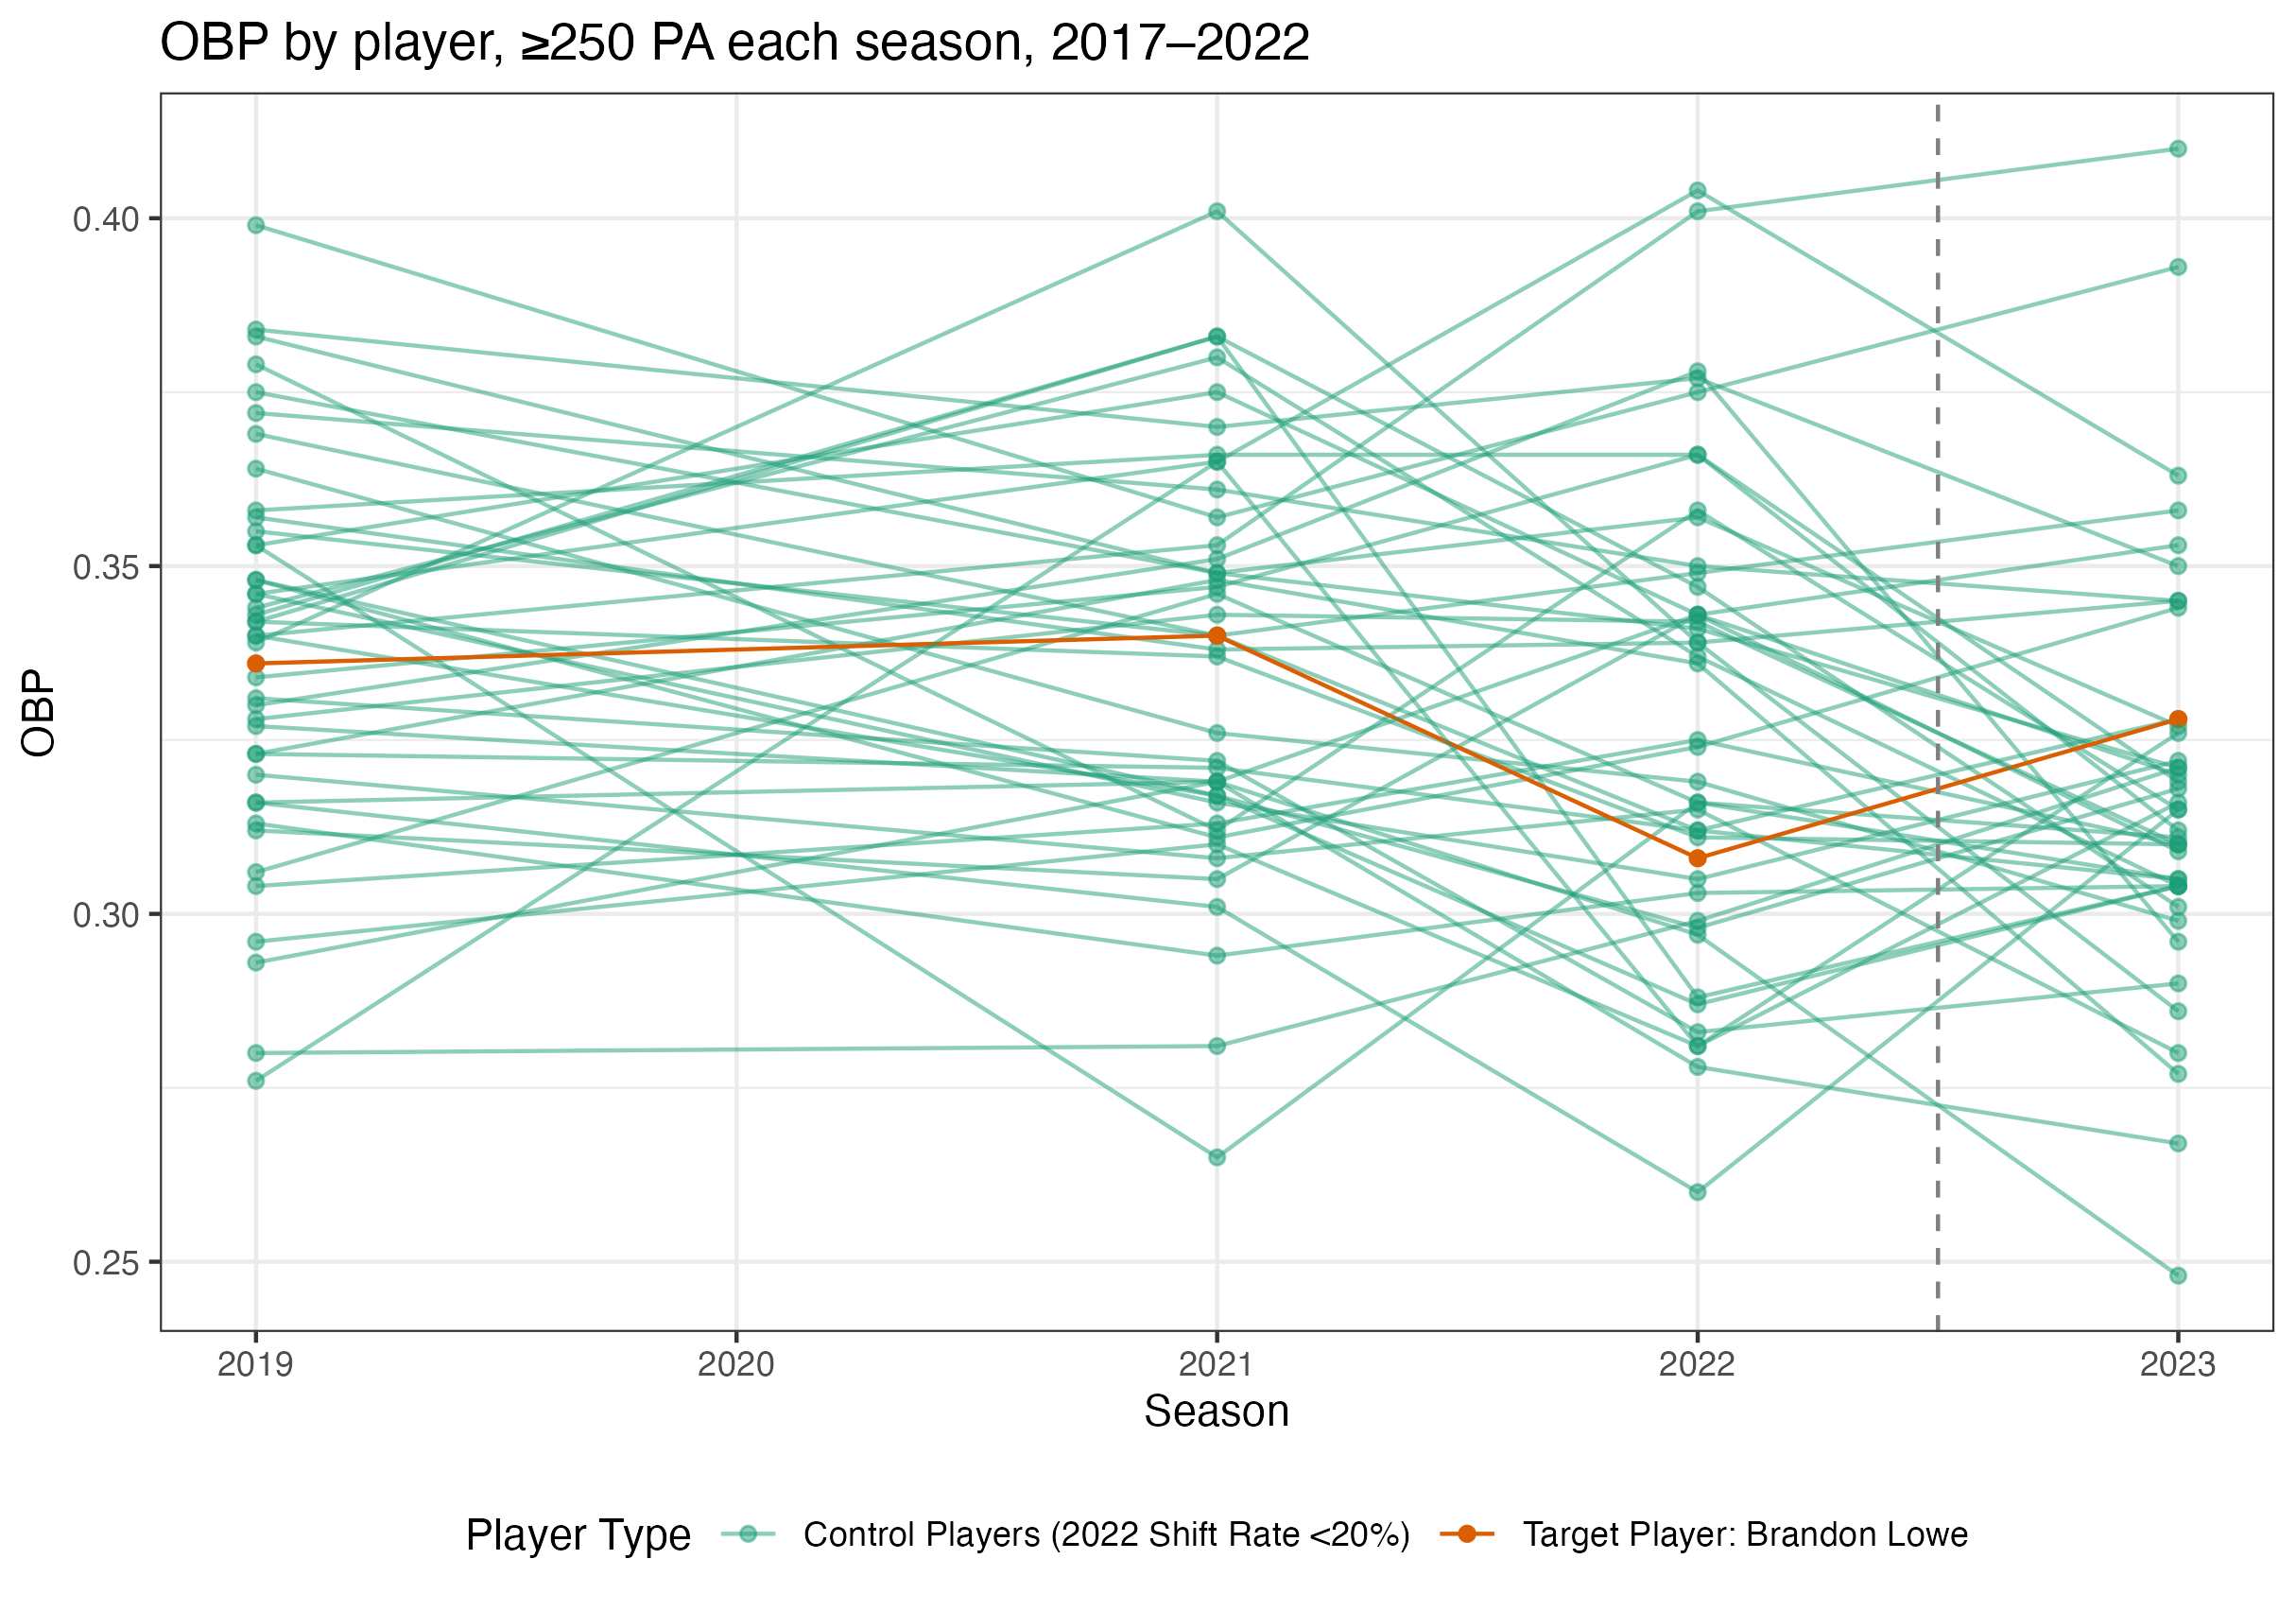 OBP by player, ≥250 PA each season, 2017–2022
OBP
0.40
0.35
0.30
0.25
2019 2020 2021 2022 2023
Season
Player Type Control Players (2022 Shift Rate <20%) Target Player: Brandon Lowe